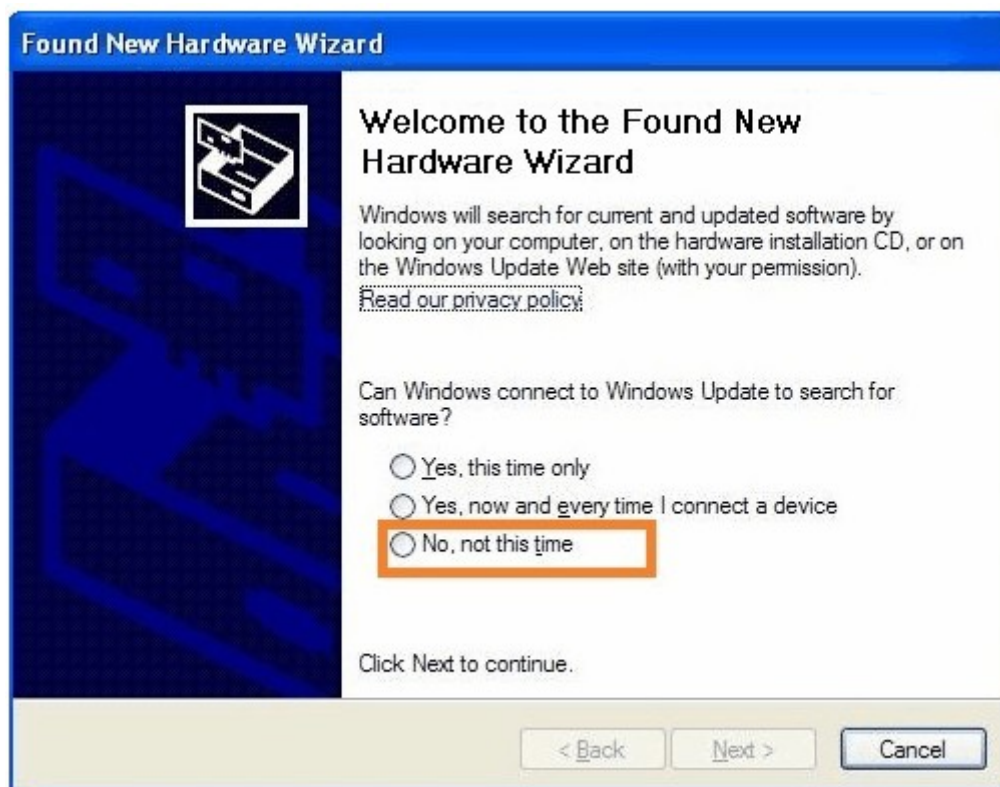 Found New Hardware Wizard
Welcome to the Found New
Hardware Wizard
Windows will search for current and updated software by
looking on your computer, on the hardware installation CD, or on
the Windows Update Web site (with your permission).
Read our privacy policy
Can Windows connect to Windows Update to search for
software?
Yes, this time only
Yes, now and every time I connect a device
No, not this time
Click Next to continue.
< Back Next > Cancel